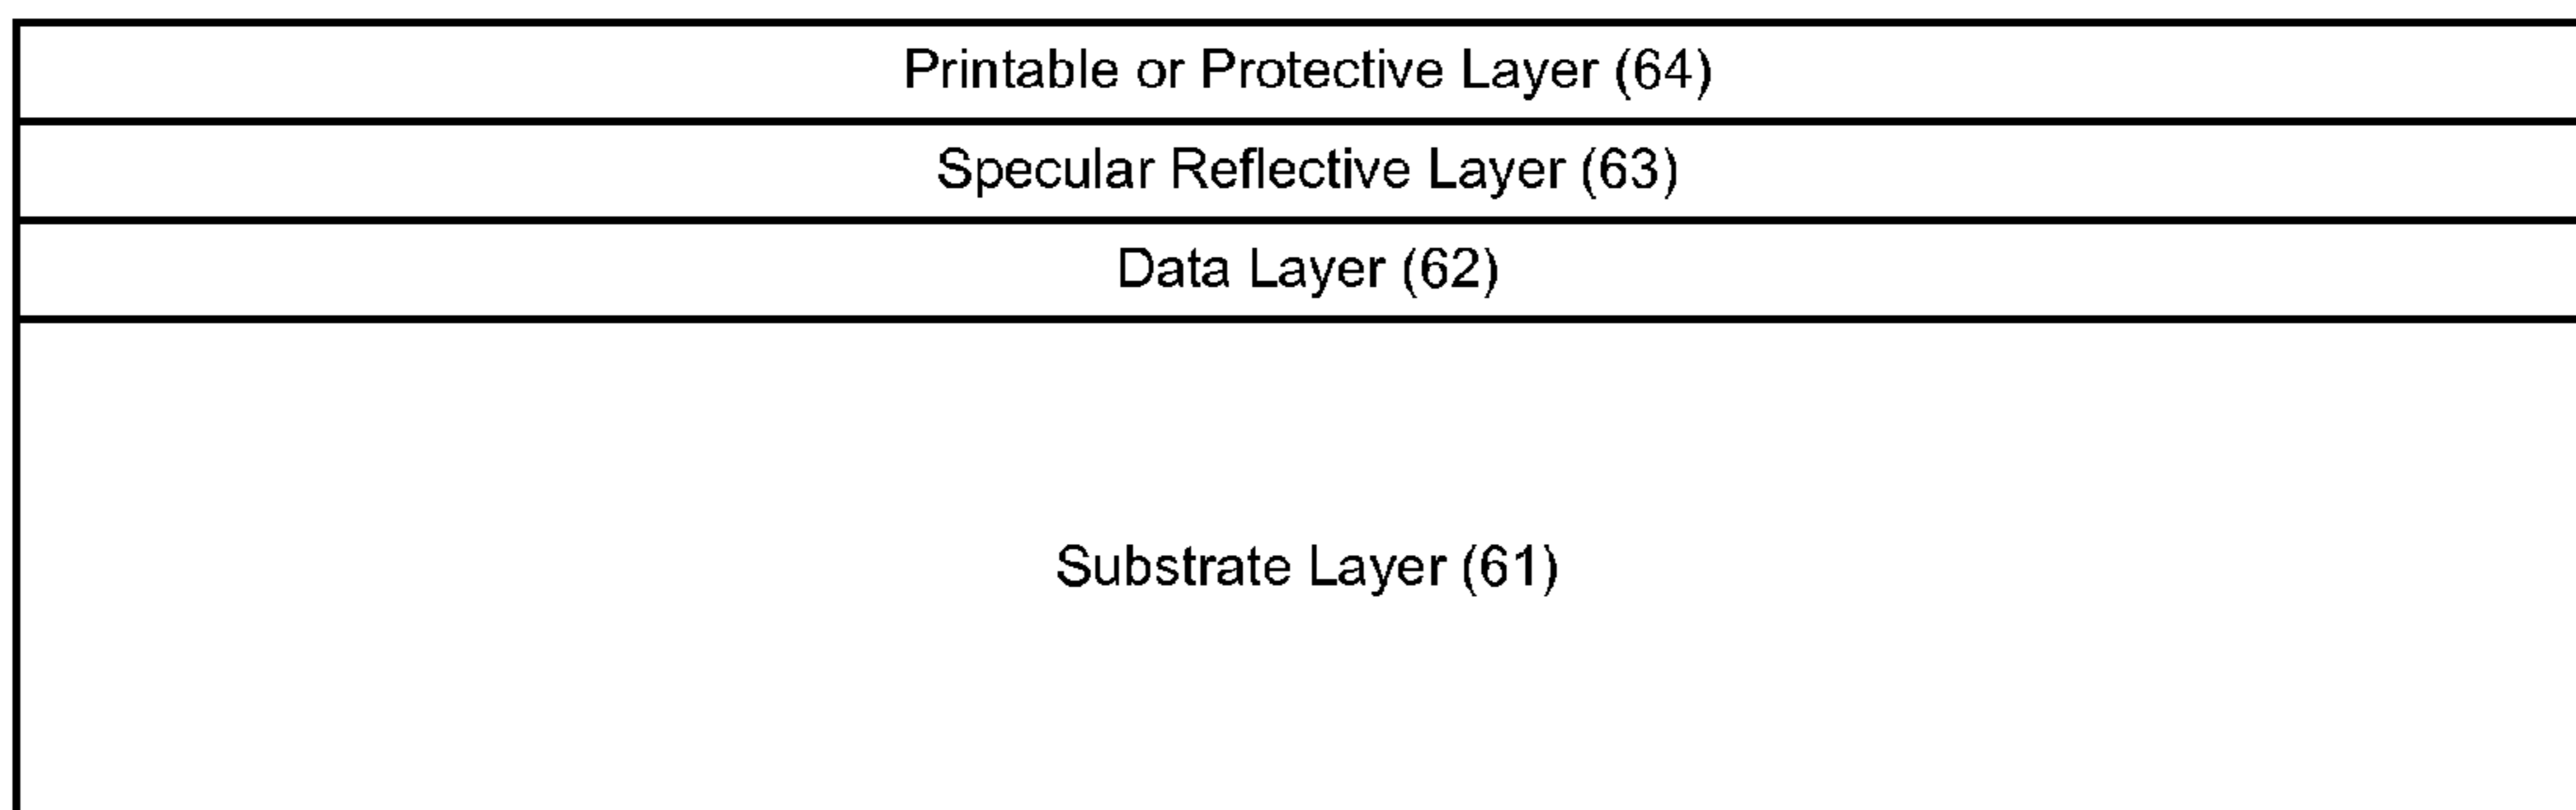 Printable or Protective Layer (64)
Specular Reflective Layer (63)
Data Layer (62)
Substrate Layer (61)